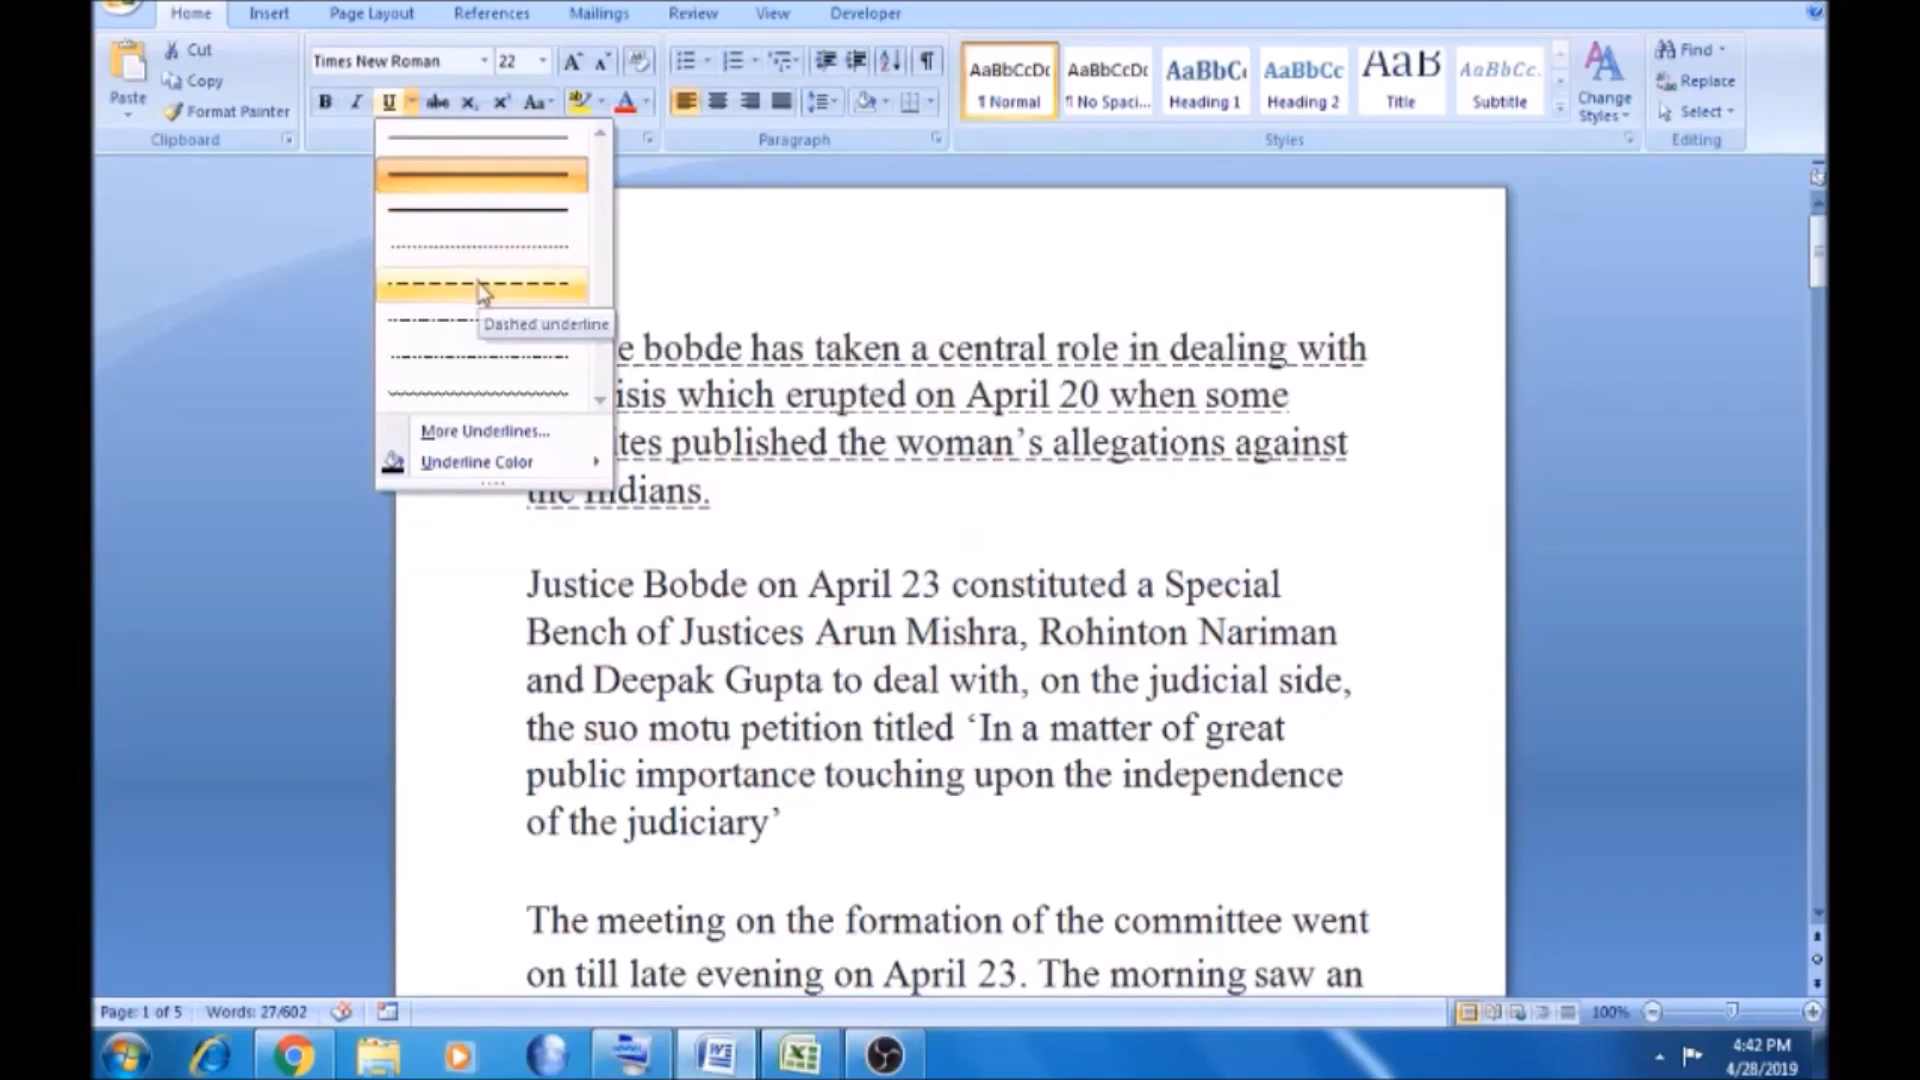 Home Insert Page Layout References Mailings Review View Developer
Cut
Copy
Format Painter
Paste
Clipboard
Times New Roman 22
B I U abc x₂ x² Aa
Paragraph
AaBbCcDc AaBbCcDc AaBbC AaBbCc AaB AaBbCc.
¶ Normal ¶ No Spaci... Heading 1 Heading 2 Title Subtitle
Change
Styles
Styles
Find
Replace
Select
Editing
Dashed underline
More Underlines...
Underline Color
e bobde has taken a central role in dealing with
isis which erupted on April 20 when some
ites published the woman’s allegations against
the Indians.
Justice Bobde on April 23 constituted a Special
Bench of Justices Arun Mishra, Rohinton Nariman
and Deepak Gupta to deal with, on the judicial side,
the suo motu petition titled ‘In a matter of great
public importance touching upon the independence
of the judiciary’
The meeting on the formation of the committee went
on till late evening on April 23. The morning saw an
Page: 1 of 5 Words: 27/602
100%
4:42 PM
4/28/2019